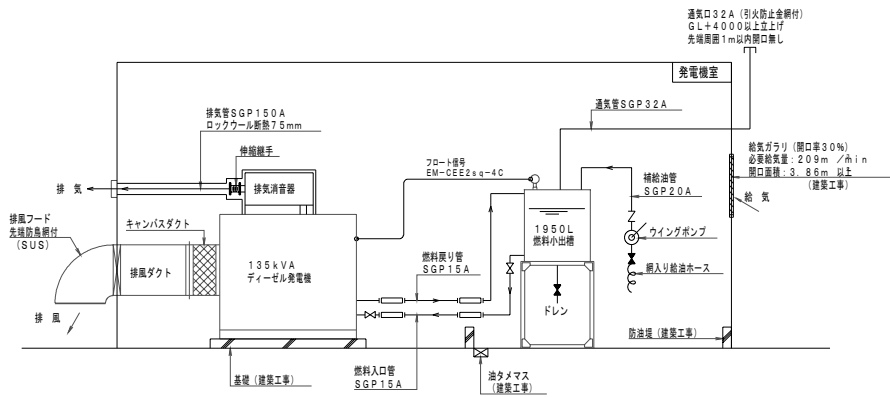 通気口32A（引火防止金網付）
GL+4000以上立上げ
先端周囲1m以内開口無し
発電機室
排気管SGP150A
ロックウール断熱75mm
通気管SGP32A
伸縮継手
フロート信号
EM-CEE2sq-4C
給気ガラリ（開口率30%）
必要給気量：209m³/min
開口面積：3.86m²以上
（建築工事）
排気
排気消音器
補給油管
SGP20A
給気
排風フード
先端防鳥網付
（SUS）
キャンバスダクト
1950L
燃料小出槽
ウイングポンプ
135kVA
ディーゼル発電機
排風ダクト
燃料戻り管
SGP15A
網入り給油ホース
ドレン
排風
防油堤（建築工事）
基礎（建築工事）
燃料入口管
SGP15A
油タメマス
（建築工事）